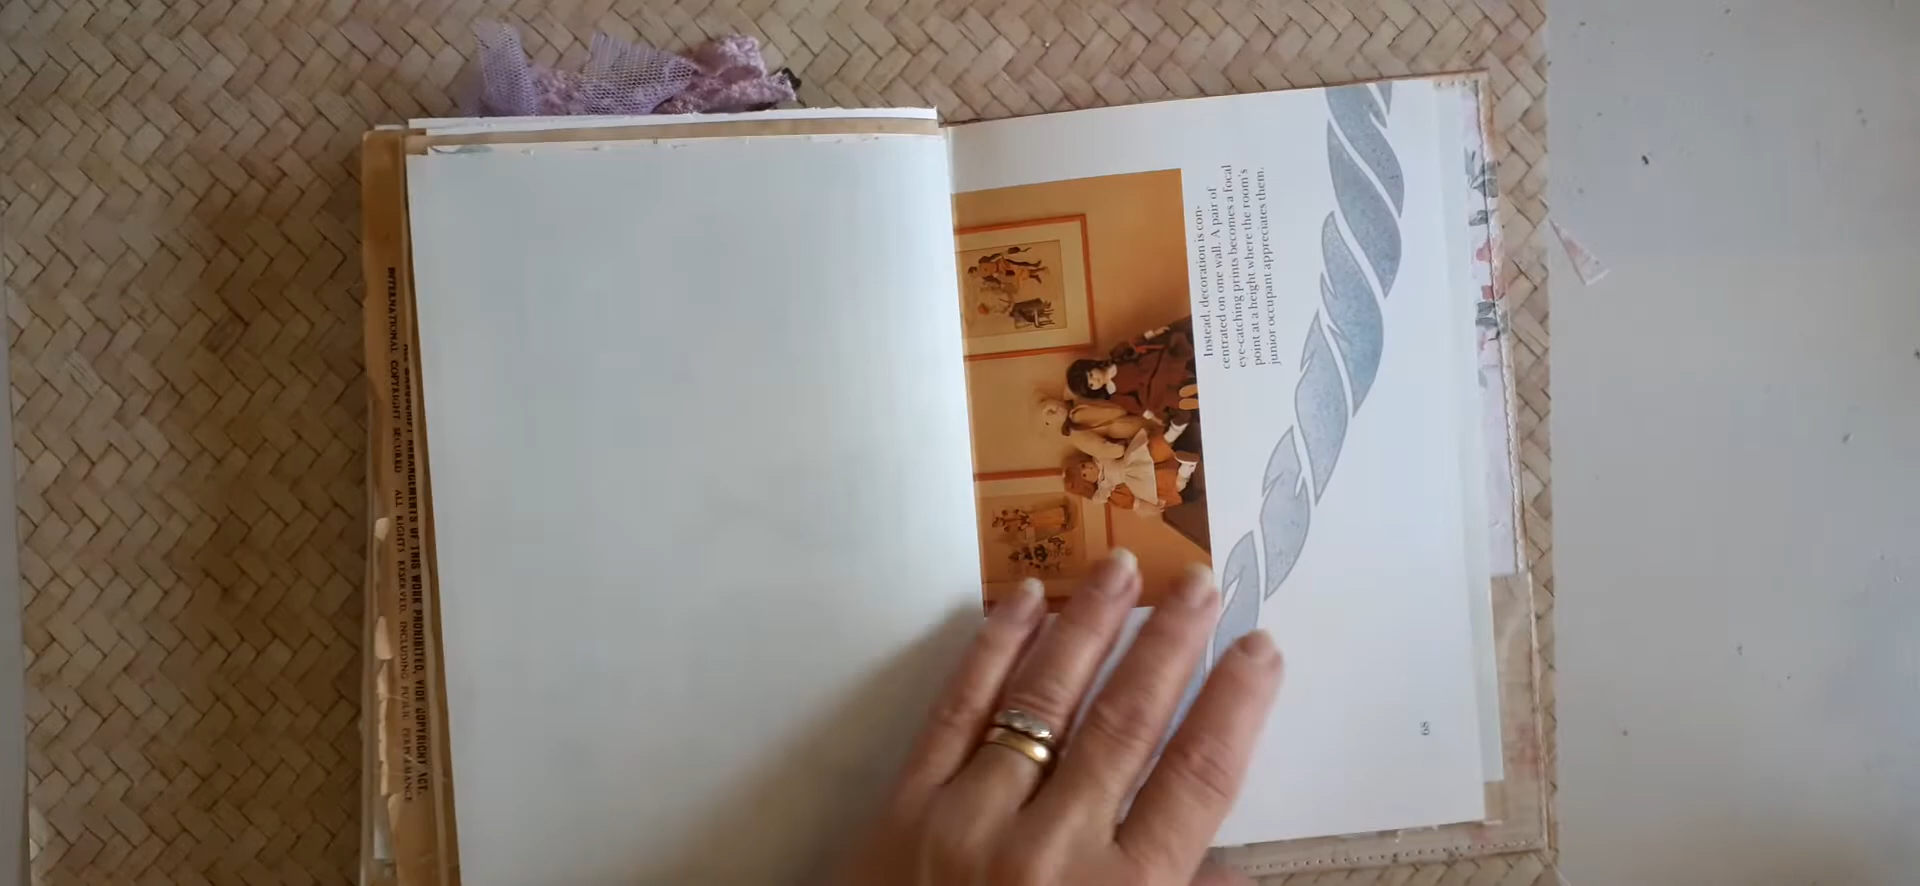 Instead, decoration is con-
centrated on one wall. A pair of
eye-catching prints becomes a focal
point at a height where the room's
junior occupant appreciates them.
68
ARRANGEMENTS OF THIS WORK PROHIBITED, VIDE COPYRIGHT ACT.
INTERNATIONAL COPYRIGHT SECURED ALL RIGHTS RESERVED, INCLUDING PUBLIC PERFORMANCE